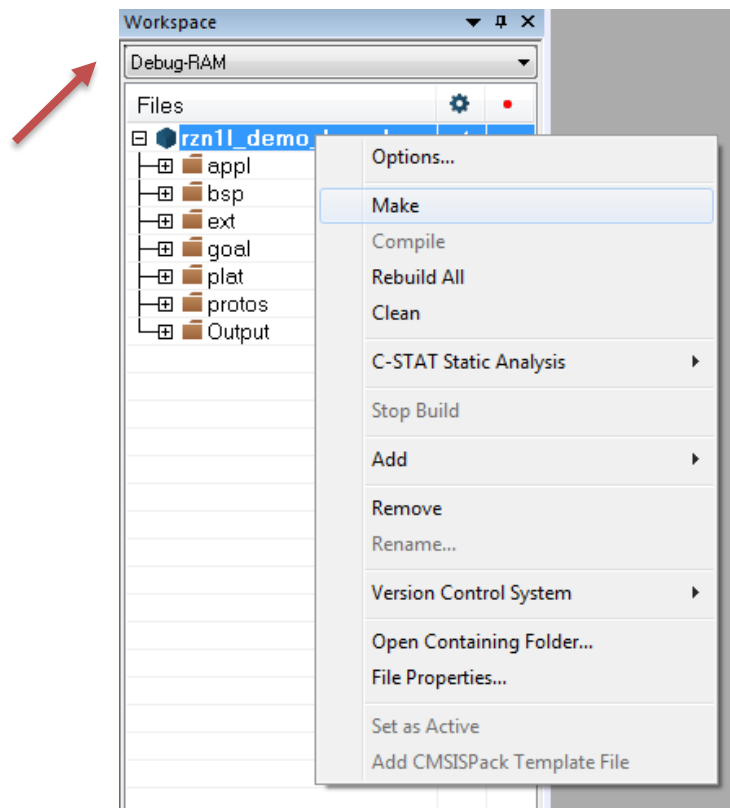 Workspace
Debug-RAM
Files
rzn1l_demo_
appl
bsp
ext
goal
plat
protos
Output
Options...
Make
Compile
Rebuild All
Clean
C-STAT Static Analysis
Stop Build
Add
Remove
Rename...
Version Control System
Open Containing Folder...
File Properties...
Set as Active
Add CMSISPack Template File